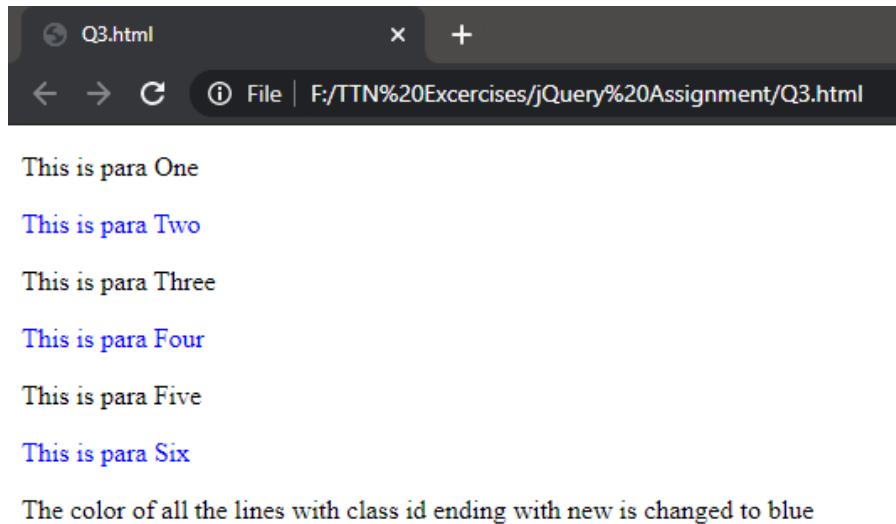 Q3.html
File F:/TTN%20Excercises/jQuery%20Assignment/Q3.html
This is para One
This is para Two
This is para Three
This is para Four
This is para Five
This is para Six
The color of all the lines with class id ending with new is changed to blue